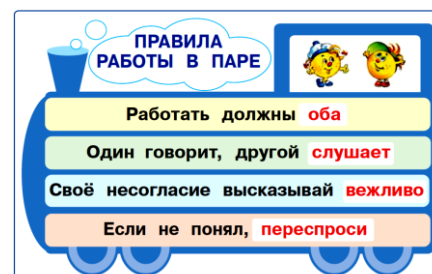 ПРАВИЛА
РАБОТЫ В ПАРЕ
Работать должны оба
Один говорит, другой слушает
Своё несогласие высказывай вежливо
Если не понял, переспроси